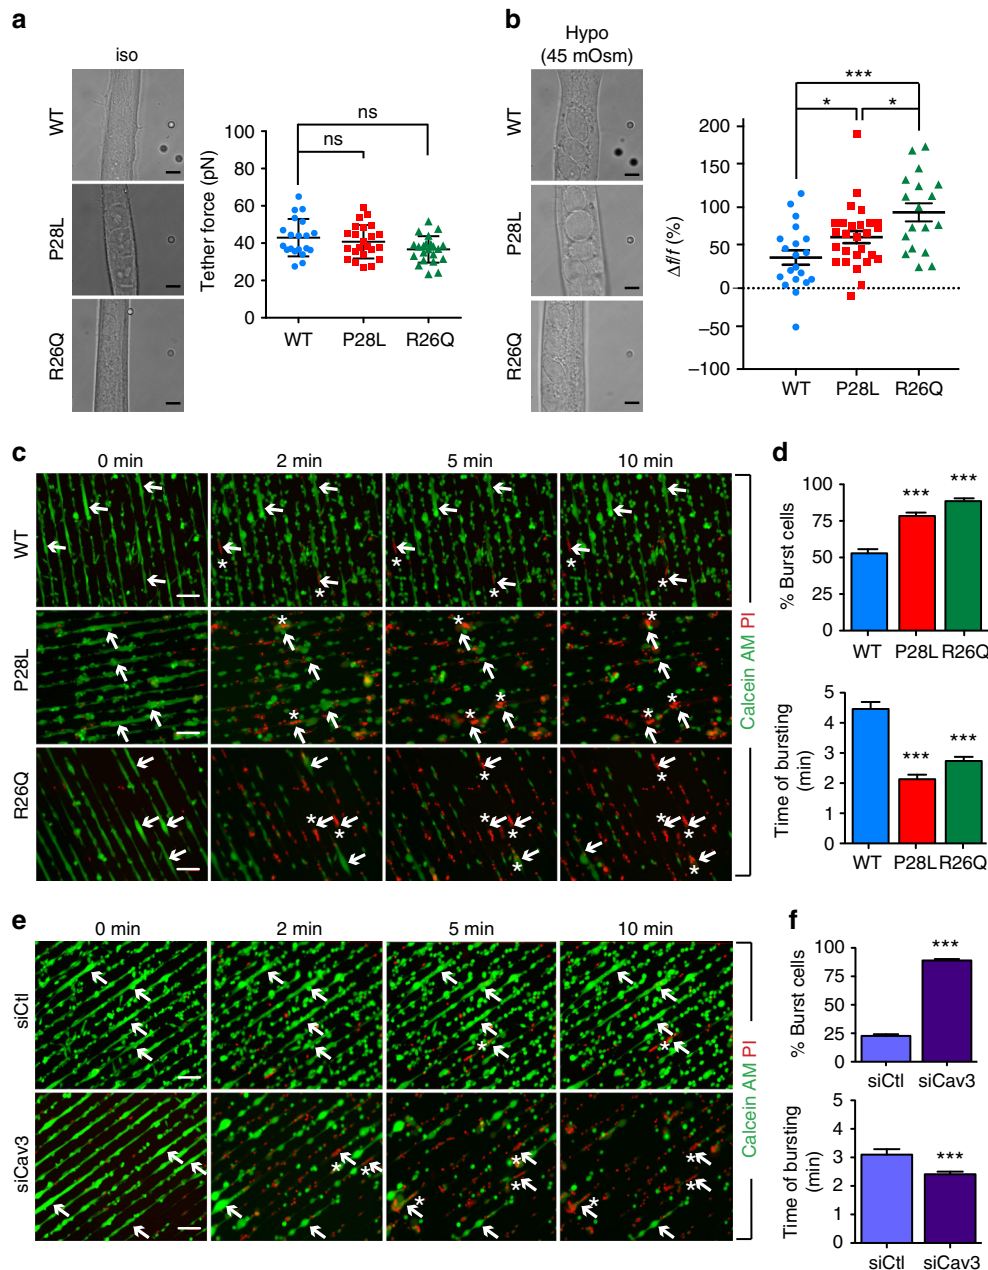 a
iso
WT
P28L
R26Q
Tether force (pN)
100
80
60
40
20
0
ns
ns
WT
P28L
R26Q
b
Hypo
(45 mOsm)
WT
P28L
R26Q
Δf/f (%)
200
150
100
50
0
−50
−100
***
*
*
WT
P28L
R26Q
c
0 min
2 min
5 min
10 min
WT
*
*
*
*
*
*
P28L
*
*
*
*
*
*
R26Q
*
*
*
*
*
*
*
*
*
*
*
*
Calcein AM PI
d
% Burst cells
100
75
50
25
0
***
***
WT
P28L
R26Q
Time of bursting
(min)
5
4
3
2
1
0
***
***
WT
P28L
R26Q
e
0 min
2 min
5 min
10 min
siCtl
*
*
siCav3
*
*
*
*
*
*
*
*
Calcein AM PI
f
% Burst cells
100
75
50
25
0
***
siCtl
siCav3
Time of bursting
(min)
5
4
3
2
1
0
***
siCtl
siCav3